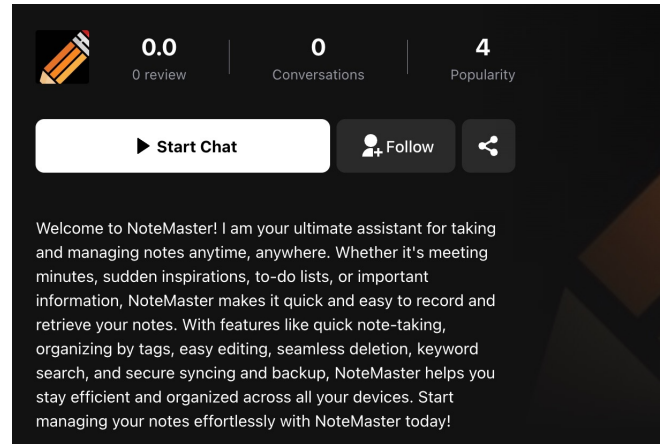 0.0
0 review
0
Conversations
4
Popularity
Start Chat
Follow
Welcome to NoteMaster! I am your ultimate assistant for taking
and managing notes anytime, anywhere. Whether it's meeting
minutes, sudden inspirations, to-do lists, or important
information, NoteMaster makes it quick and easy to record and
retrieve your notes. With features like quick note-taking,
organizing by tags, easy editing, seamless deletion, keyword
search, and secure syncing and backup, NoteMaster helps you
stay efficient and organized across all your devices. Start
managing your notes effortlessly with NoteMaster today!